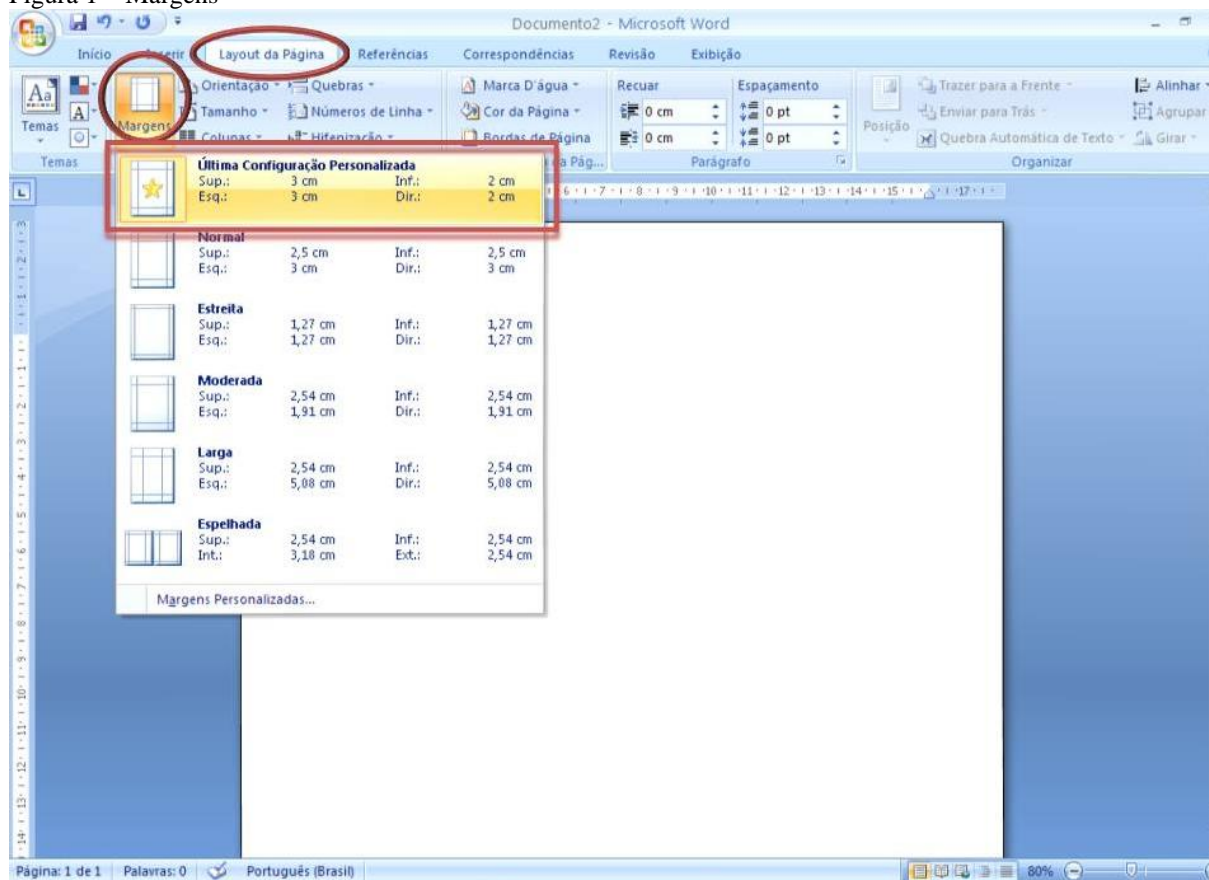 Figura 1 – Margens
Documento2 - Microsoft Word
Início Inserir Layout da Página Referências Correspondências Revisão Exibição
Aa Orientação Quebras Marca D'água Recuar Espaçamento Trazer para a Frente Alinhar
Margens Tamanho Números de Linha Cor da Página 0 cm 0 pt Enviar para Trás Agrupar
Temas Colunas Hifenização Bordas de Página 0 cm 0 pt Posição Quebra Automática de Texto Girar
Temas Parágrafo Organizar
Última Configuração Personalizada
Sup.: 3 cm Inf.: 2 cm
Esq.: 3 cm Dir.: 2 cm
Normal
Sup.: 2,5 cm Inf.: 2,5 cm
Esq.: 3 cm Dir.: 3 cm
Estreita
Sup.: 1,27 cm Inf.: 1,27 cm
Esq.: 1,27 cm Dir.: 1,27 cm
Moderada
Sup.: 2,54 cm Inf.: 2,54 cm
Esq.: 1,91 cm Dir.: 1,91 cm
Larga
Sup.: 2,54 cm Inf.: 2,54 cm
Esq.: 5,08 cm Dir.: 5,08 cm
Espelhada
Sup.: 2,54 cm Inf.: 2,54 cm
Int.: 3,18 cm Ext.: 2,54 cm
Margens Personalizadas...
Página: 1 de 1 Palavras: 0 Português (Brasil) 80%